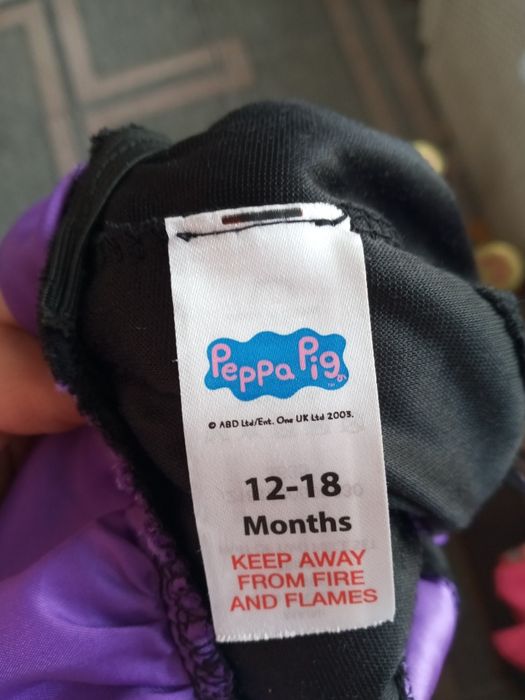 Peppa Pig
© ABD Ltd/Ent. One UK Ltd 2003.
12-18
Months
KEEP AWAY
FROM FIRE
AND FLAMES